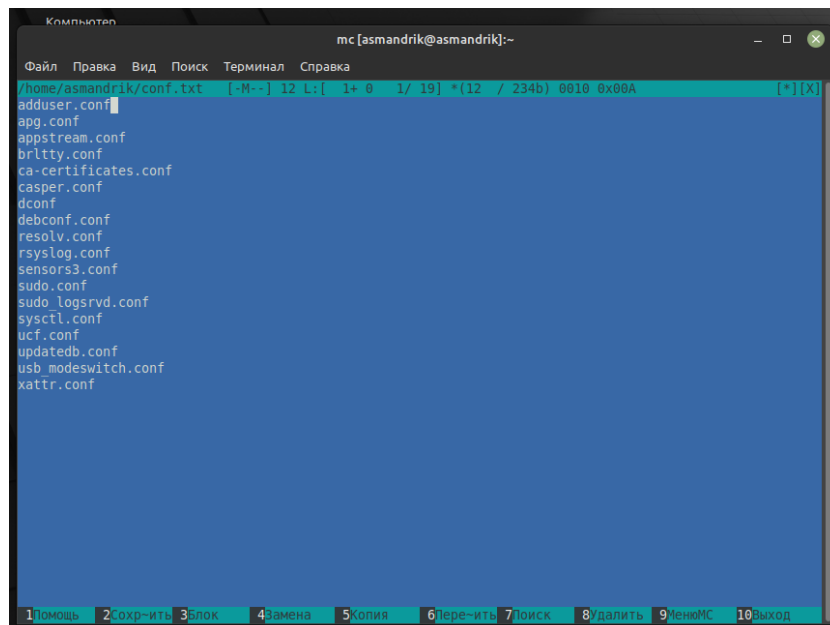 Компьютер
mc [asmandrik@asmandrik]:~
Файл Правка Вид Поиск Терминал Справка
/home/asmandrik/conf.txt [-M--] 12 L:[ 1+ 0 1/ 19] *(12 / 234b) 0010 0x00A [*][X]
adduser.conf
apg.conf
appstream.conf
brltty.conf
ca-certificates.conf
casper.conf
dconf
debconf.conf
resolv.conf
rsyslog.conf
sensors3.conf
sudo.conf
sudo_logsrvd.conf
sysctl.conf
ucf.conf
updatedb.conf
usb_modeswitch.conf
xattr.conf
1Помощь 2Сохр~ить 3Блок 4Замена 5Копия 6Пере~ить 7Поиск 8Удалить 9МенюMC 10Выход